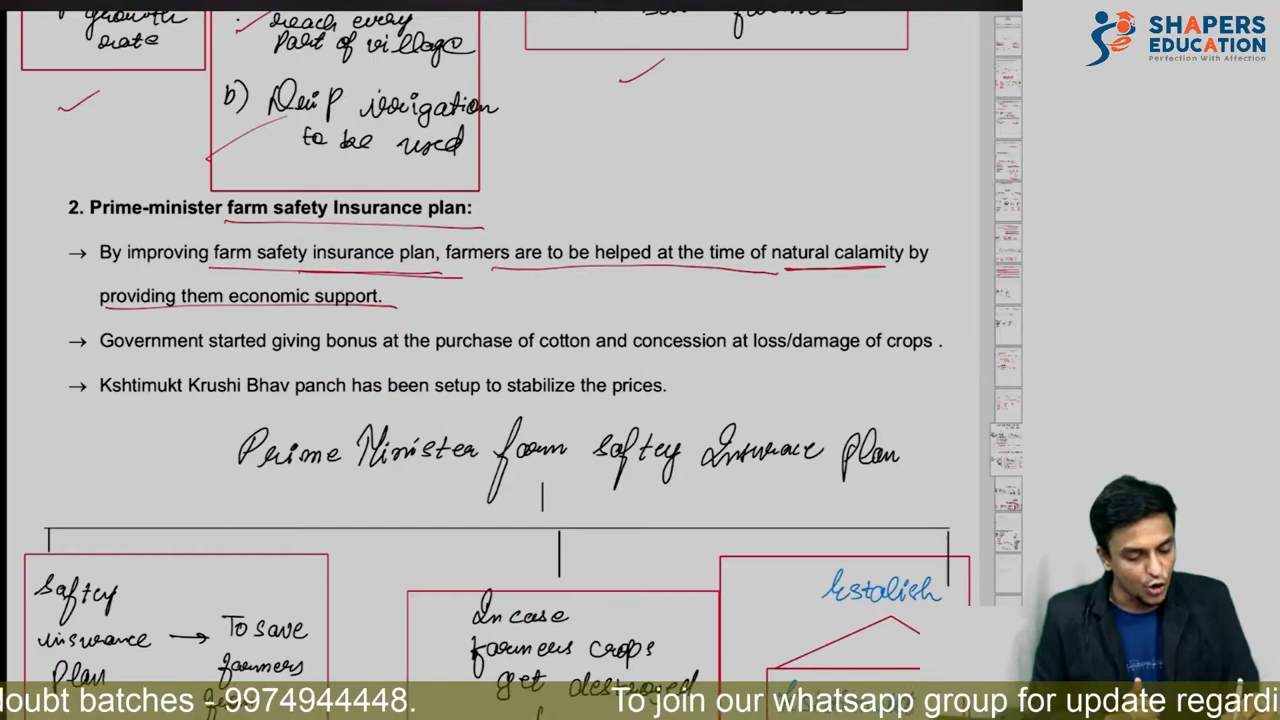 growth
rate
reach every
part of village
b) Drip irrigation
to be used
SHAPERS
EDUCATION
Perfection With Affection
2. Prime-minister farm safety Insurance plan:
→ By improving farm safety insurance plan, farmers are to be helped at the time of natural calamity by
providing them economic support.
→ Government started giving bonus at the purchase of cotton and concession at loss/damage of crops .
→ Kshtimukt Krushi Bhav panch has been setup to stabilize the prices.
Prime Minister farm Saftey Insurace plan
Saftey
insurance → To save
plan farmers
Incase
farmers crops
get destroyed
Estalish
doubt batches - 9974944448. To join our whatsapp group for update regardi